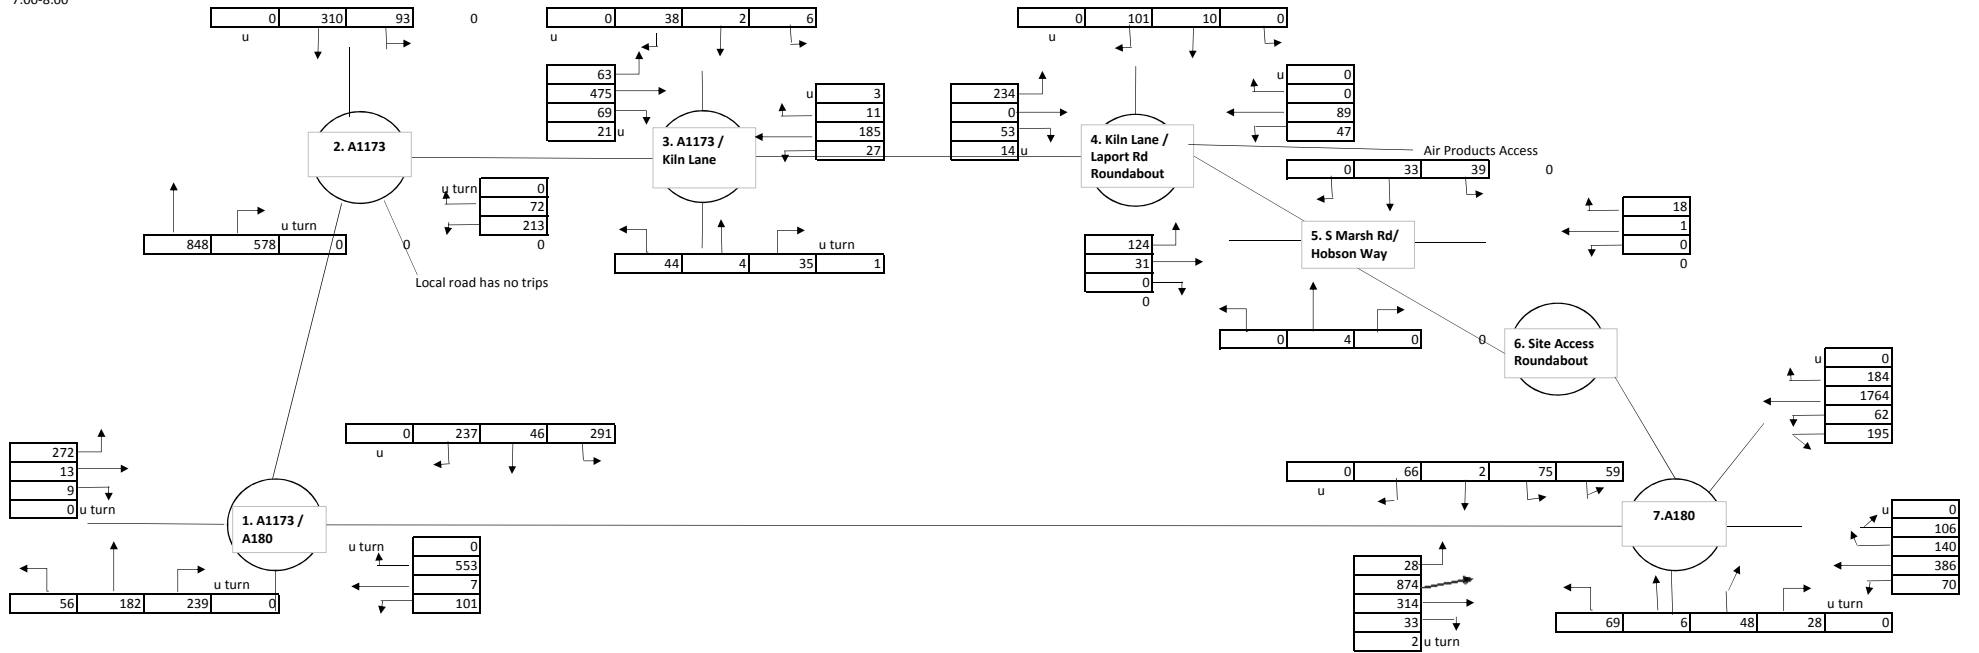 7:00-8:00
0 310 93 0
u
0 38 2 6
u
0 101 10 0
u
63
475
69
21 u
u 3
11
185
27
234
0
53
14 u
u 0
0
89
47
2. A1173
3. A1173 /
Kiln Lane
4. Kiln Lane /
Laport Rd
Roundabout
Air Products Access
0 33 39 0
u turn 0
72
213
0
u turn
848 578 0 0
Local road has no trips
u turn
44 4 35 1
124
31
0
0
5. S Marsh Rd/
Hobson Way
18
1
0
0
0 4 0 0
6. Site Access
Roundabout
u 0
184
1764
62
195
0 237 46 291
u
272
13
9
0 u turn
1. A1173 /
A180
u turn 0
553
7
101
u turn
56 182 239 0
0 66 2 75 59
u
7.A180
u 0
106
140
386
70
28
874
314
33
2 u turn
u turn
69 6 48 28 0